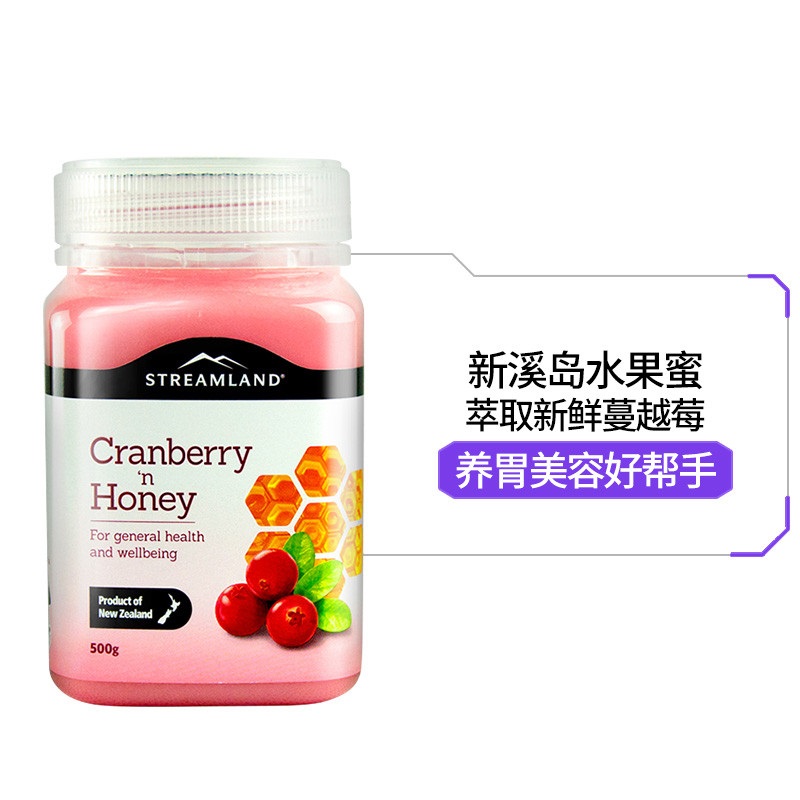 STREAMLAND®
Cranberry
'n
Honey
For general health
and wellbeing
Product of
New Zealand
500g
新溪岛水果蜜
萃取新鲜蔓越莓
养胃美容好帮手